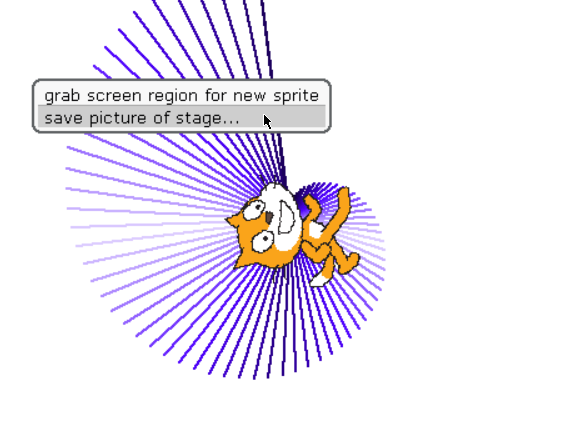 grab screen region for new sprite
save picture of stage...